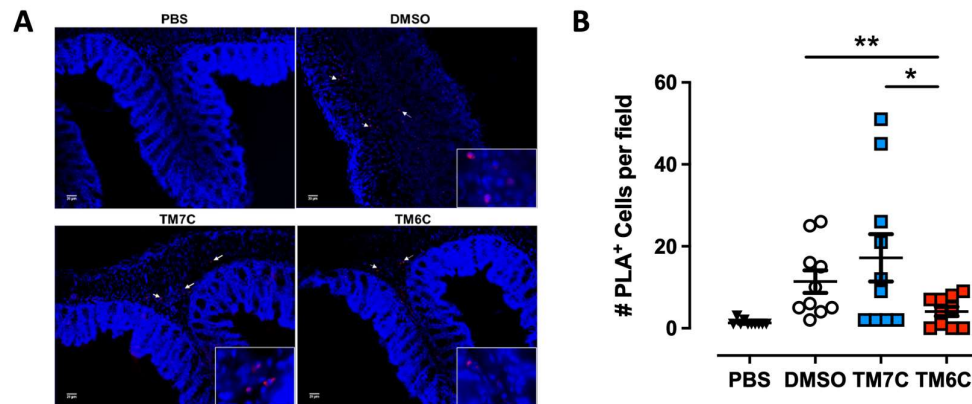 A
PBS
DMSO
TM7C
TM6C
B
**
*
# PLA+ Cells per field
60
40
20
0
PBS DMSO TM7C TM6C